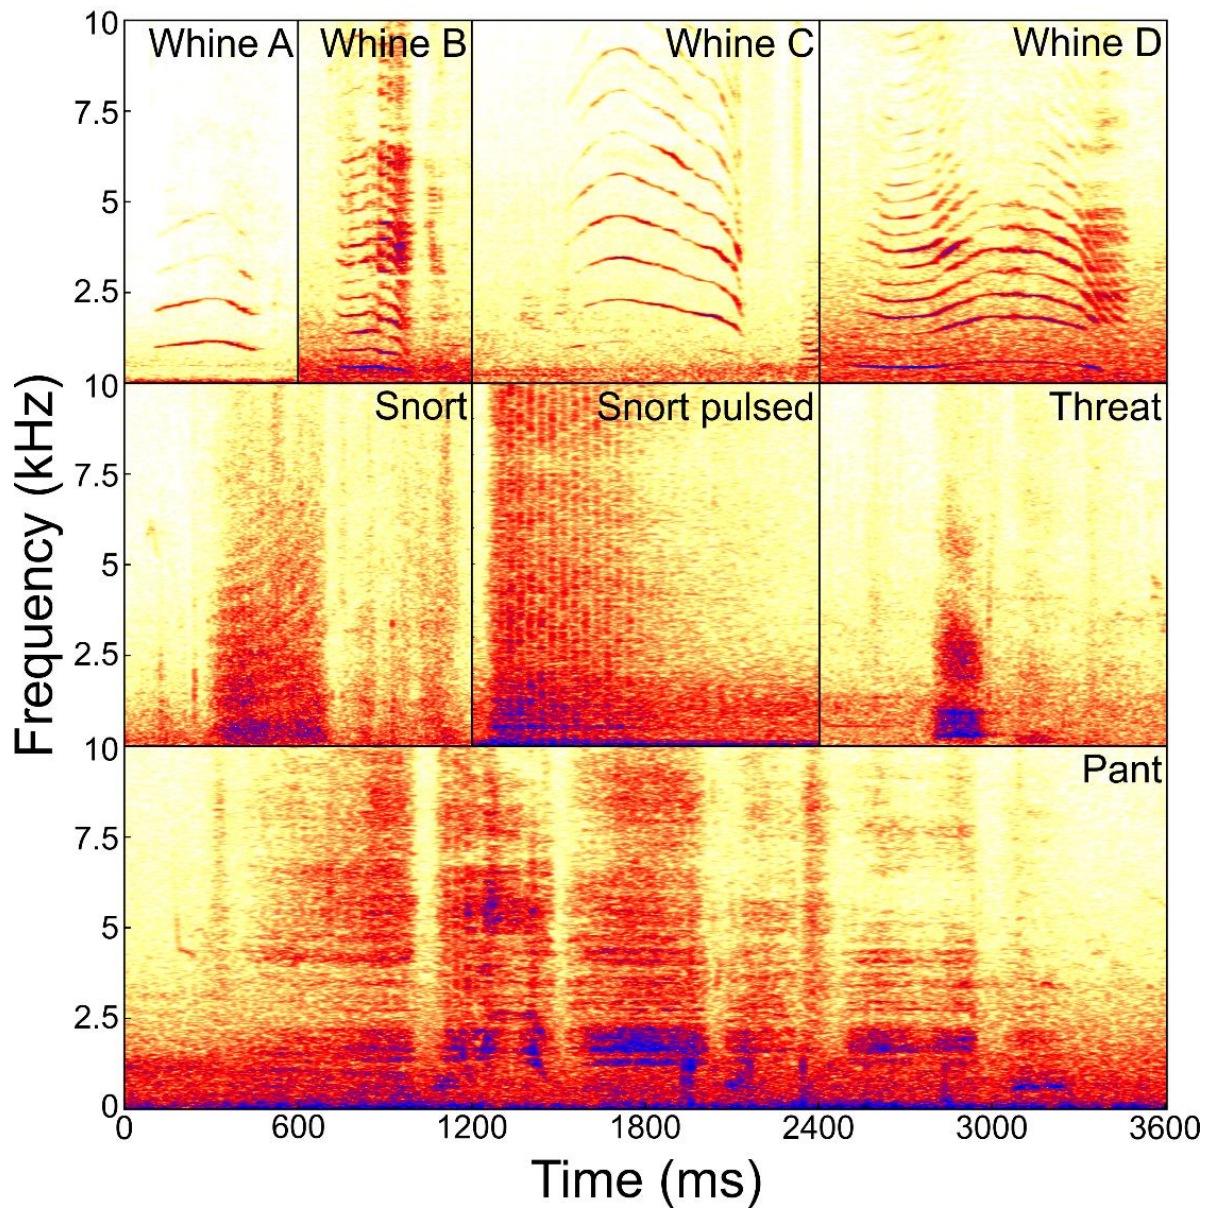 10
Whine A
Whine B
Whine C
Whine D
7.5
5
2.5
10
Snort
Snort pulsed
Threat
7.5
5
2.5
10
Pant
7.5
5
2.5
0
0
600
1200
1800
2400
3000
3600
Frequency (kHz)
Time (ms)